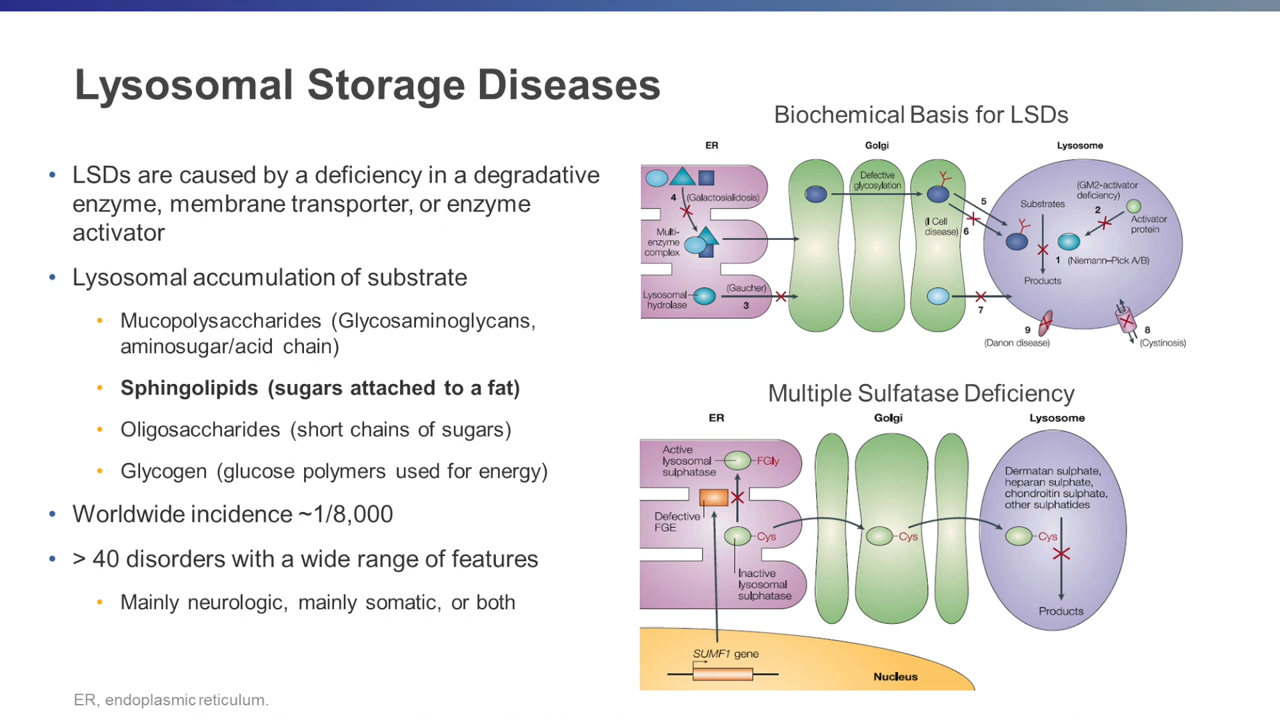 Lysosomal Storage Diseases
• LSDs are caused by a deficiency in a degradative
enzyme, membrane transporter, or enzyme
activator
• Lysosomal accumulation of substrate
• Mucopolysaccharides (Glycosaminoglycans,
aminosugar/acid chain)
• Sphingolipids (sugars attached to a fat)
• Oligosaccharides (short chains of sugars)
• Glycogen (glucose polymers used for energy)
• Worldwide incidence ~1/8,000
• > 40 disorders with a wide range of features
• Mainly neurologic, mainly somatic, or both
Biochemical Basis for LSDs
ER
Golgi
Lysosome
4 (Galactosialidosis)
Multi-
enzyme
complex
Lysosomal
hydrolase
(Gaucher)
3
Defective
glycosylation
(I Cell
disease)
5
6
7
Substrates
1
Products
(GM2-activator
deficiency)
2
Activator
protein
(Niemann–Pick A/B)
9
(Danon disease)
8
(Cystinosis)
Multiple Sulfatase Deficiency
ER
Golgi
Lysosome
Active
lysosomal
sulphatase
FGly
Defective
FGE
Cys
Inactive
lysosomal
sulphatase
Cys
Dermatan sulphate,
heparan sulphate,
chondroitin sulphate,
other sulphatides
Cys
Products
SUMF1 gene
Nucleus
ER, endoplasmic reticulum.